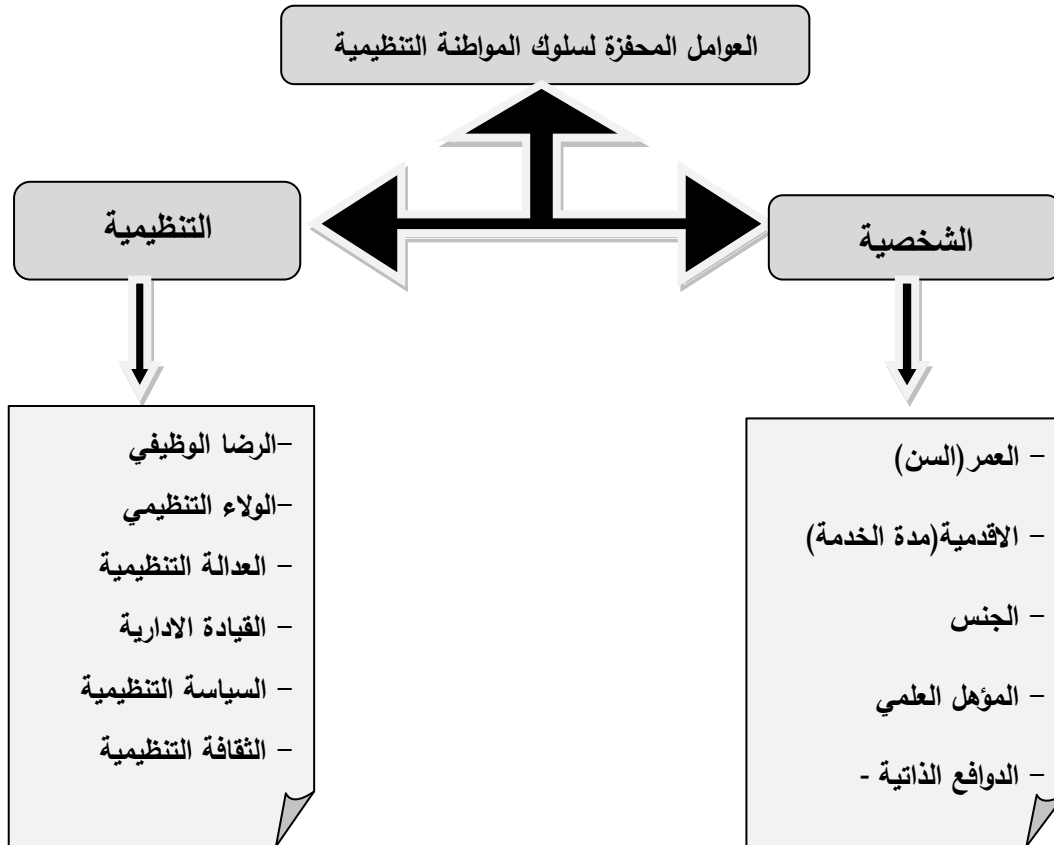 العوامل المحفزة لسلوك المواطنة التنظيمية
الشخصية
- العمر(السن)
- الاقدمية(مدة الخدمة)
- الجنس
- المؤهل العلمي
- الدوافع الذاتية -
التنظيمية
-الرضا الوظيفي
-الولاء التنظيمي
- العدالة التنظيمية
- القيادة الادارية
- السياسة التنظيمية
- الثقافة التنظيمية